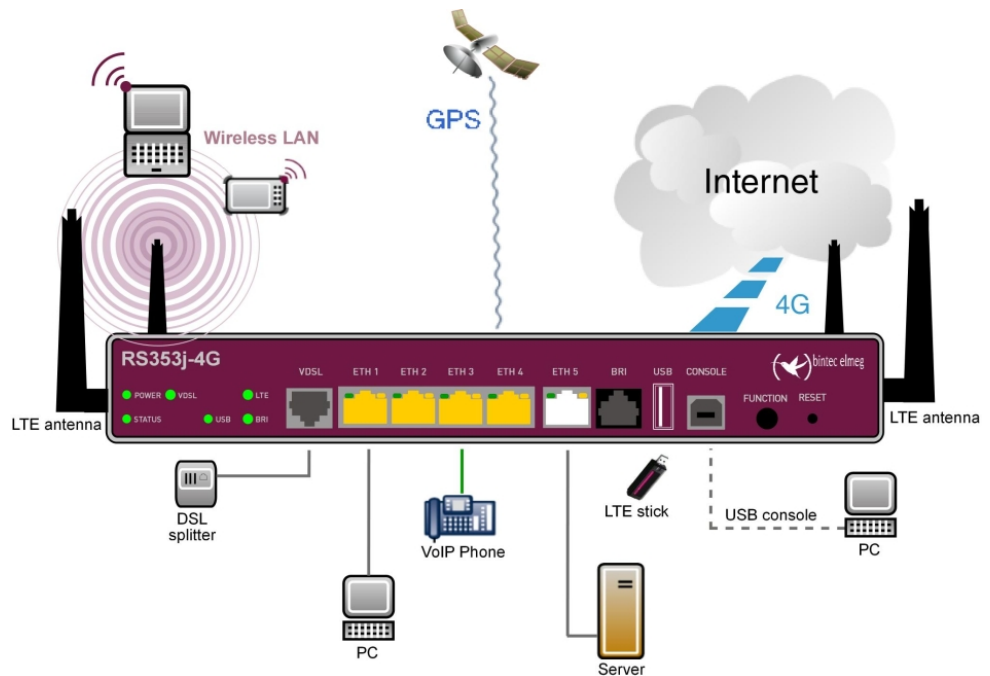 GPS
Wireless LAN
Internet
4G
RS353j-4G
bintec elmeg
VDSL
ETH 1
ETH 2
ETH 3
ETH 4
ETH 5
BRI
USB
CONSOLE
POWER
VDSL
LTE
FUNCTION
RESET
STATUS
USB
BRI
LTE antenna
LTE antenna
DSL
splitter
VoIP Phone
LTE stick
USB console
PC
PC
Server